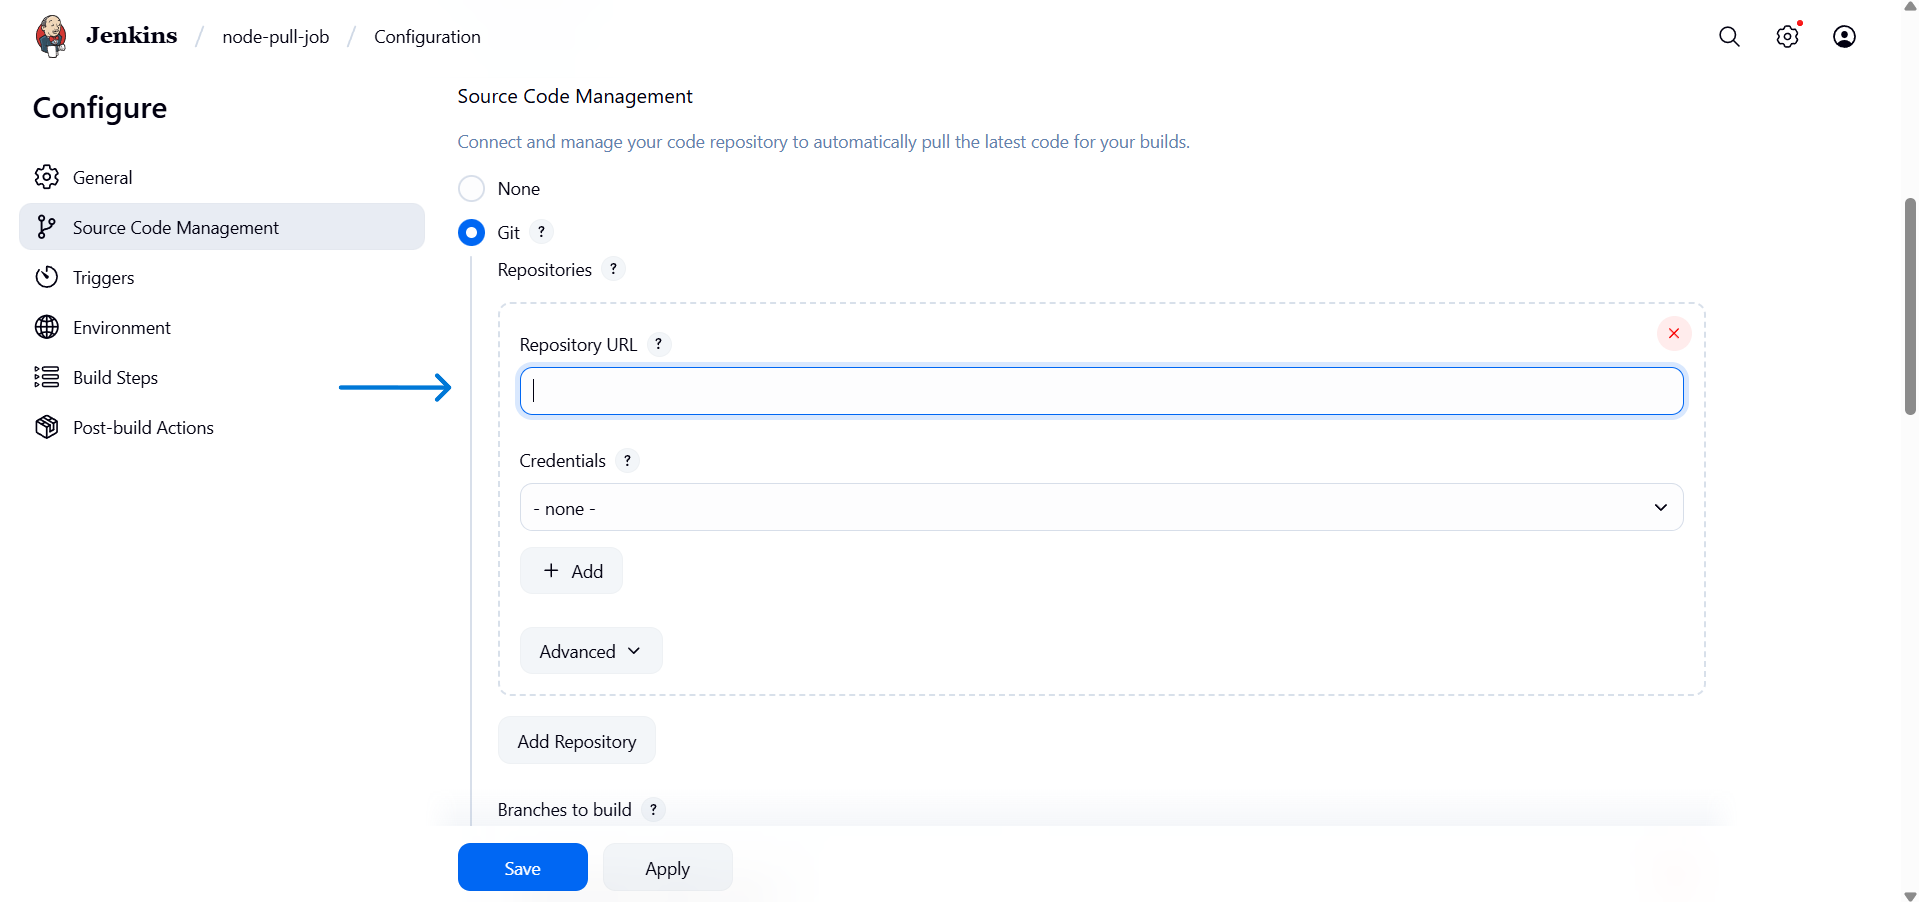 Jenkins / node-pull-job / Configuration
Configure
General
Source Code Management
Triggers
Environment
Build Steps
Post-build Actions
Source Code Management
Connect and manage your code repository to automatically pull the latest code for your builds.
None
Git ?
Repositories ?
Repository URL ?
Credentials ?
- none -
+ Add
Advanced
Add Repository
Branches to build ?
Save
Apply